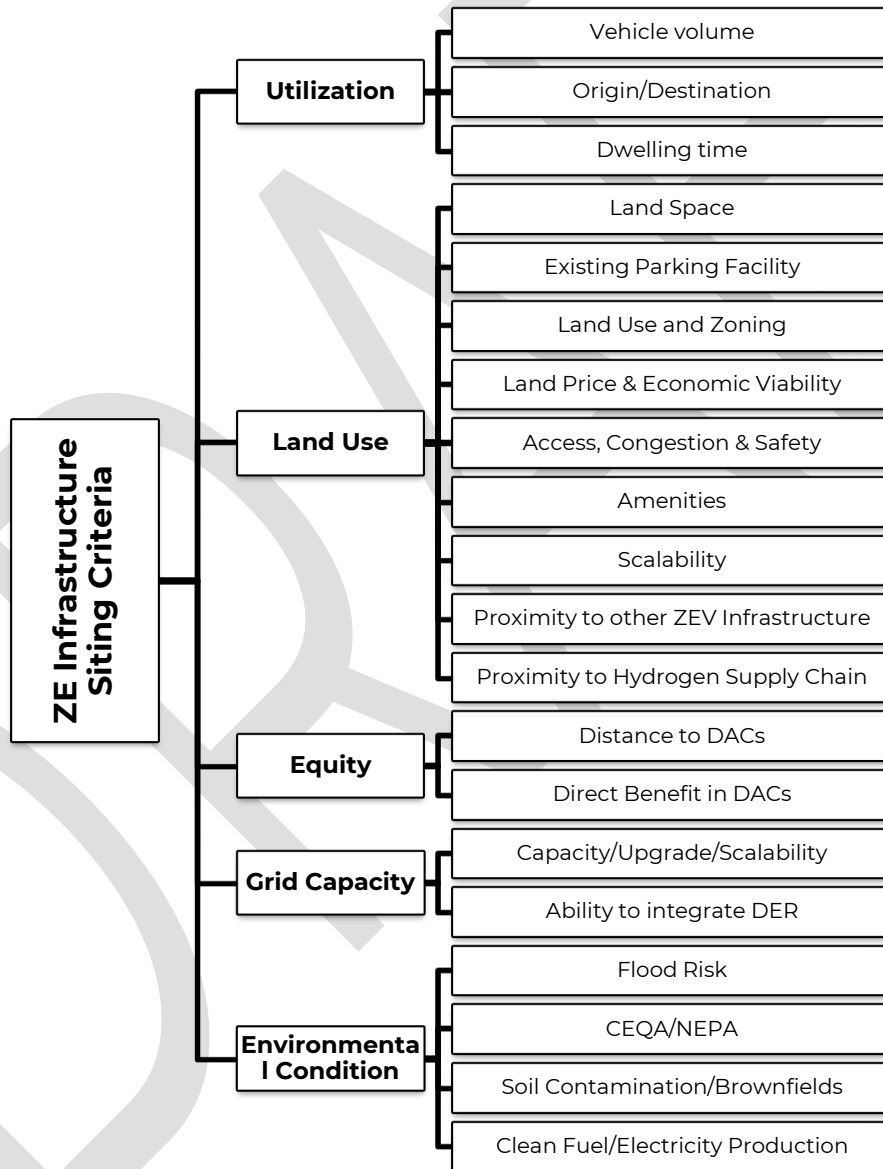 ZE Infrastructure
Siting Criteria
Utilization
Vehicle volume
Origin/Destination
Dwelling time
Land Use
Land Space
Existing Parking Facility
Land Use and Zoning
Land Price & Economic Viability
Access, Congestion & Safety
Amenities
Scalability
Proximity to other ZEV Infrastructure
Proximity to Hydrogen Supply Chain
Equity
Distance to DACs
Direct Benefit in DACs
Grid Capacity
Capacity/Upgrade/Scalability
Ability to integrate DER
Environmenta
l Condition
Flood Risk
CEQA/NEPA
Soil Contamination/Brownfields
Clean Fuel/Electricity Production